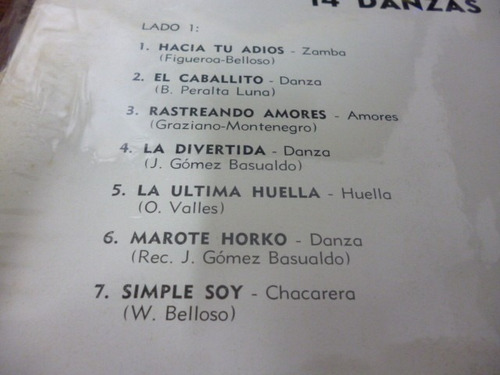 14 DANZAS
LADO 1:
1. HACIA TU ADIOS - Zamba
(Figueroa-Belloso)
2. EL CABALLITO - Danza
(B. Peralta Luna)
3. RASTREANDO AMORES - Amores
(Graziano-Montenegro)
4. LA DIVERTIDA - Danza
(J. Gómez Basualdo)
5. LA ULTIMA HUELLA - Huella
(O. Valles)
6. MAROTE HORKO - Danza
(Rec. J. Gómez Basualdo)
7. SIMPLE SOY - Chacarera
(W. Belloso)